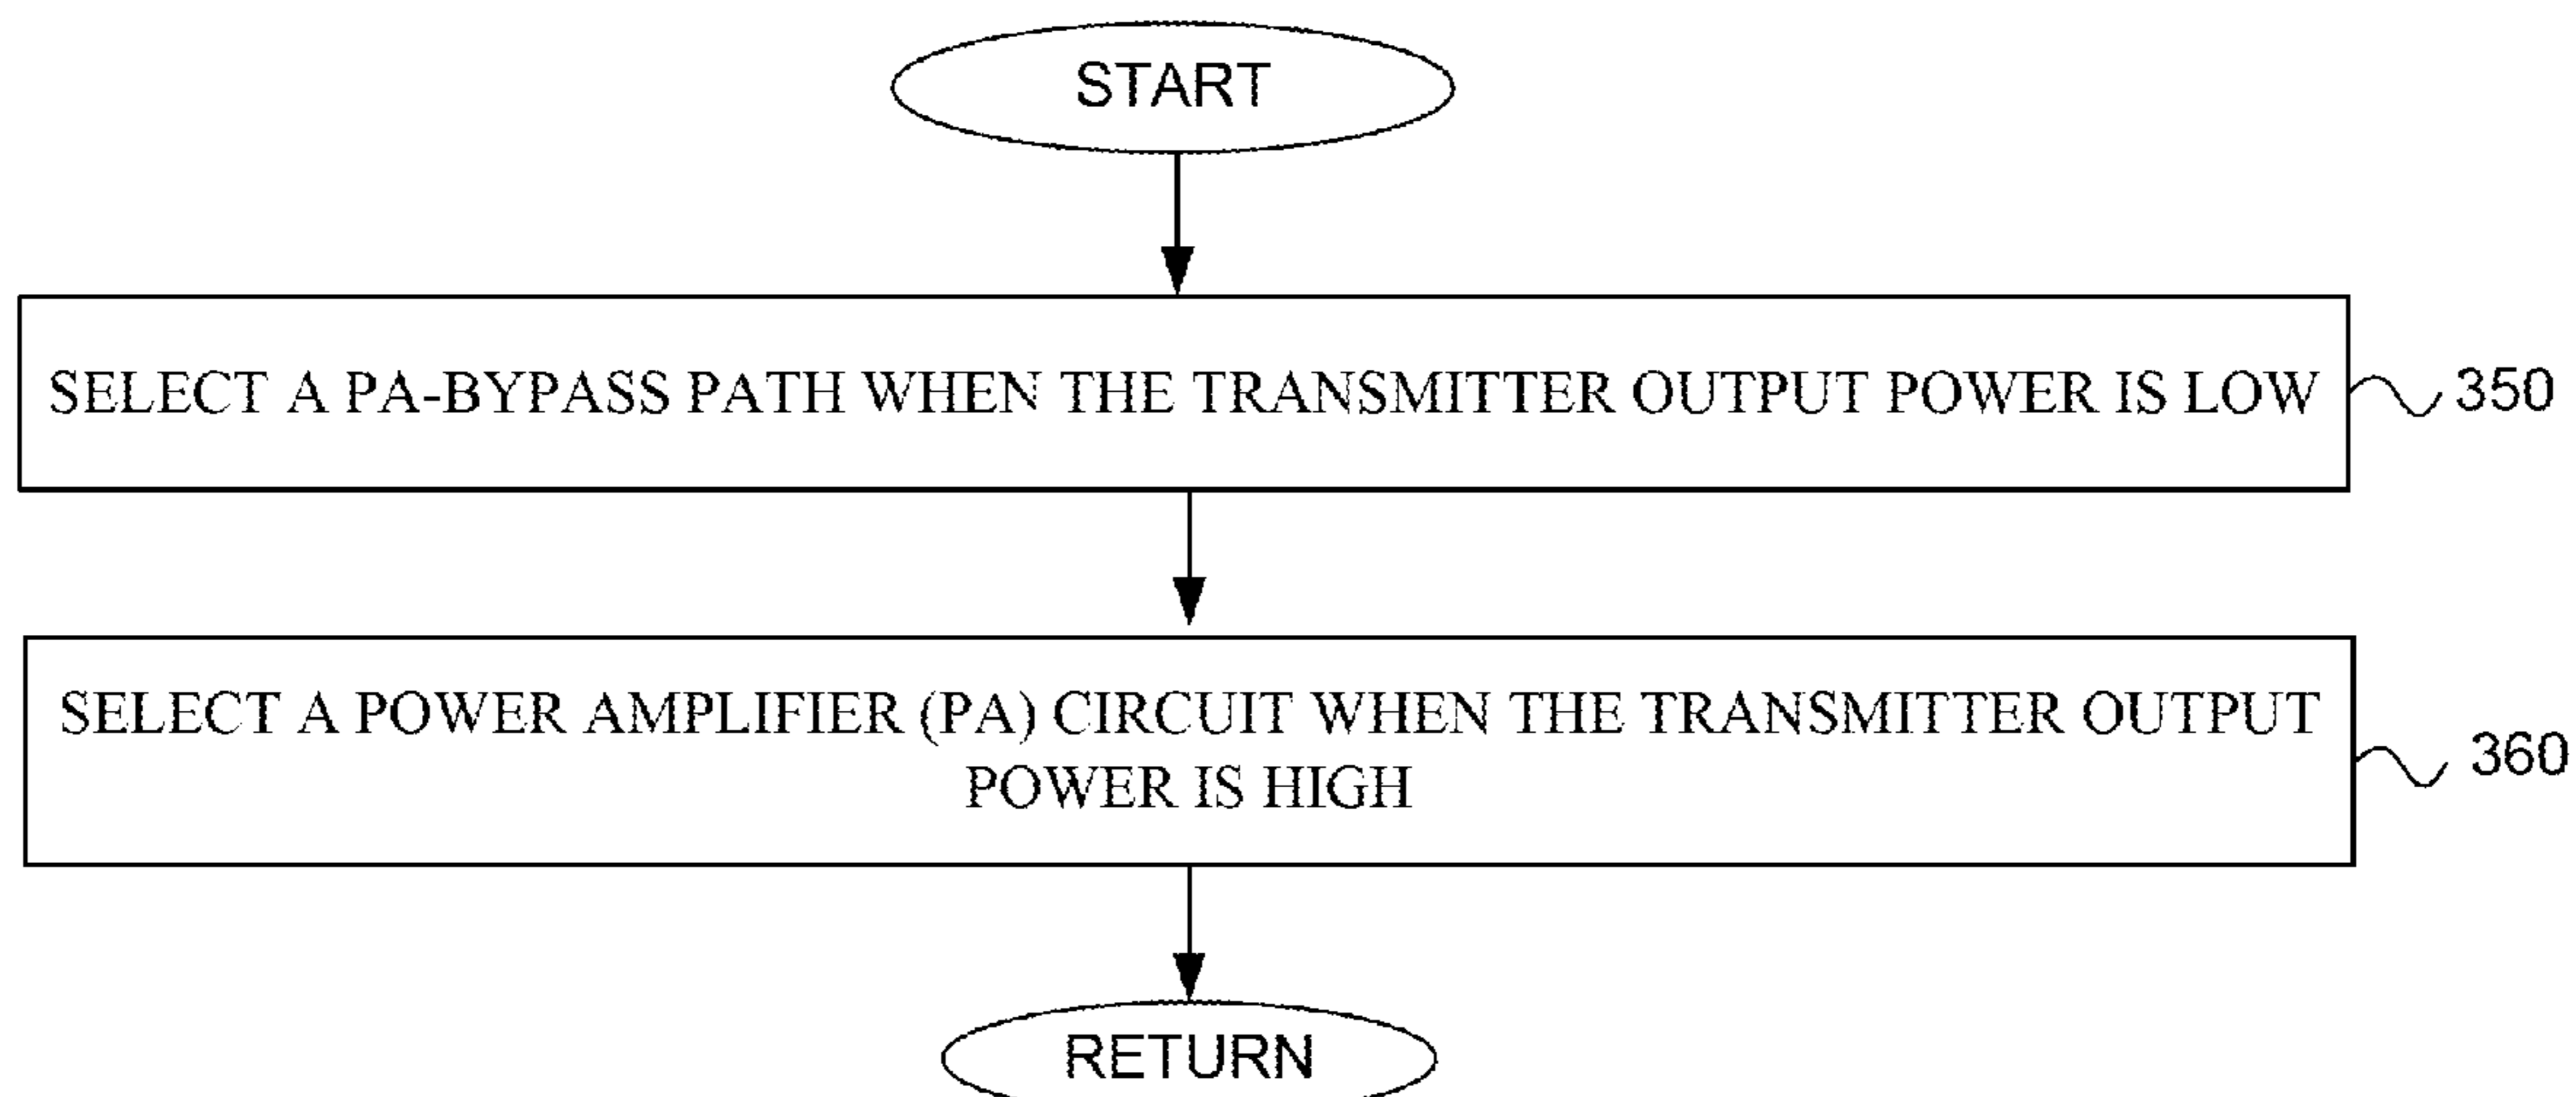 START
SELECT A PA-BYPASS PATH WHEN THE TRANSMITTER OUTPUT POWER IS LOW
350
SELECT A POWER AMPLIFIER (PA) CIRCUIT WHEN THE TRANSMITTER OUTPUT
POWER IS HIGH
360
RETURN